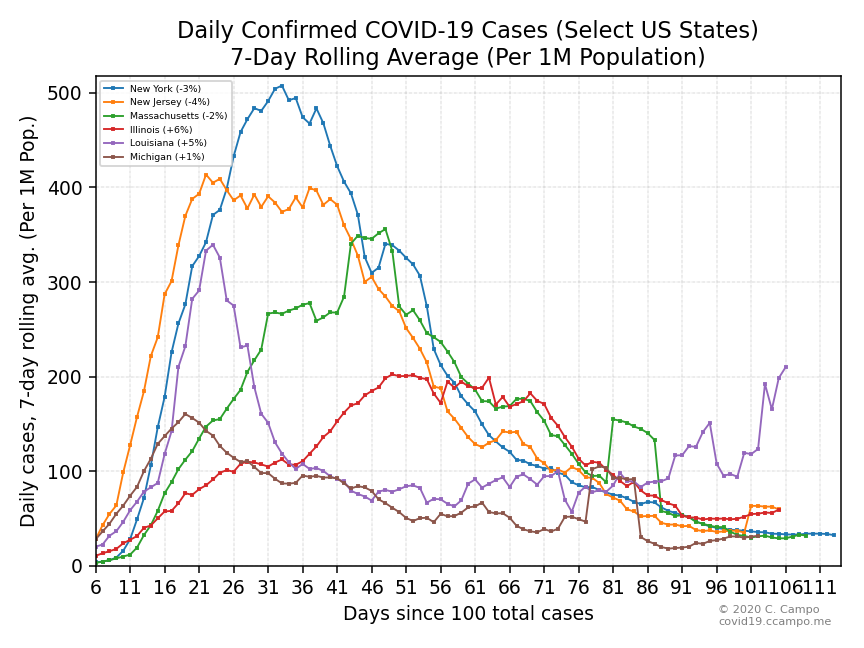 Daily Confirmed COVID-19 Cases (Select US States)
7-Day Rolling Average (Per 1M Population)
Daily cases, 7-day rolling avg. (Per 1M Pop.)
500
400
300
200
100
0
New York (-3%)
New Jersey (-4%)
Massachusetts (-2%)
Illinois (+6%)
Louisiana (+5%)
Michigan (+1%)
6 11 16 21 26 31 36 41 46 51 56 61 66 71 76 81 86 91 96 101 106 111
Days since 100 total cases
© 2020 C. Campo
covid19.ccampo.me